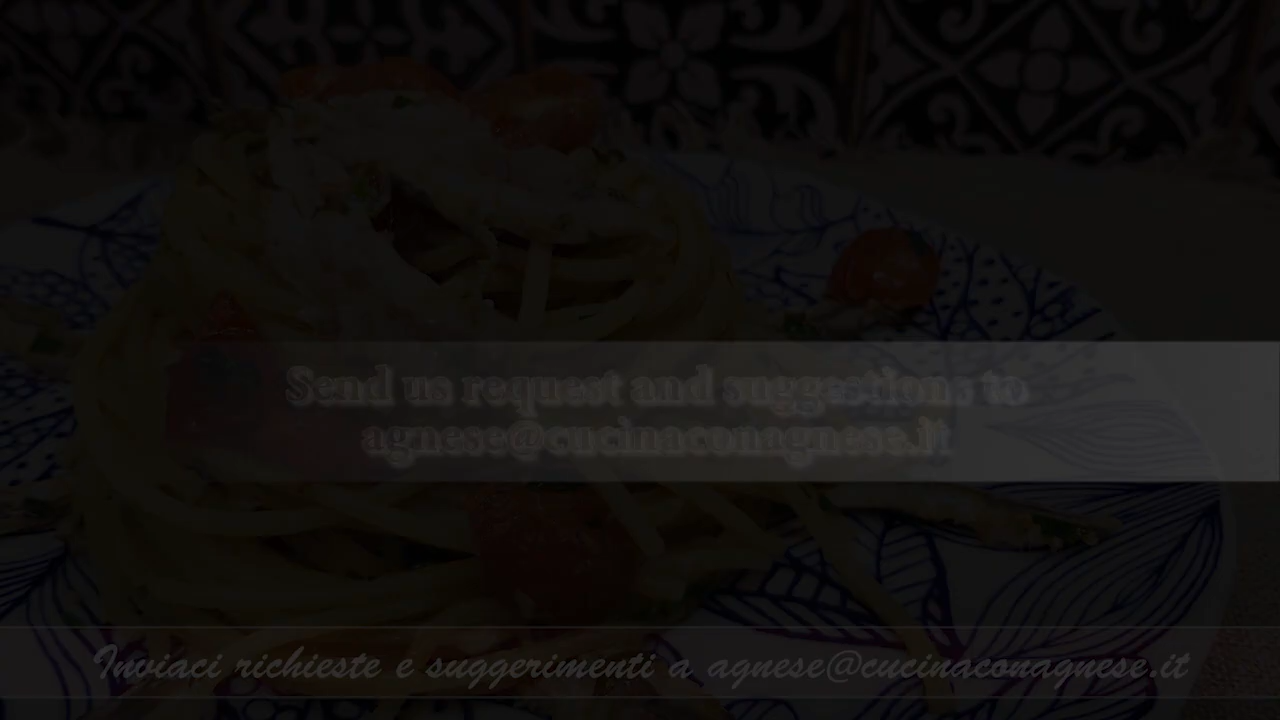 Send us request and suggestions to
agnese@cucinaconagnese.it
Inviaci richieste e suggerimenti a agnese@cucinaconagnese.it